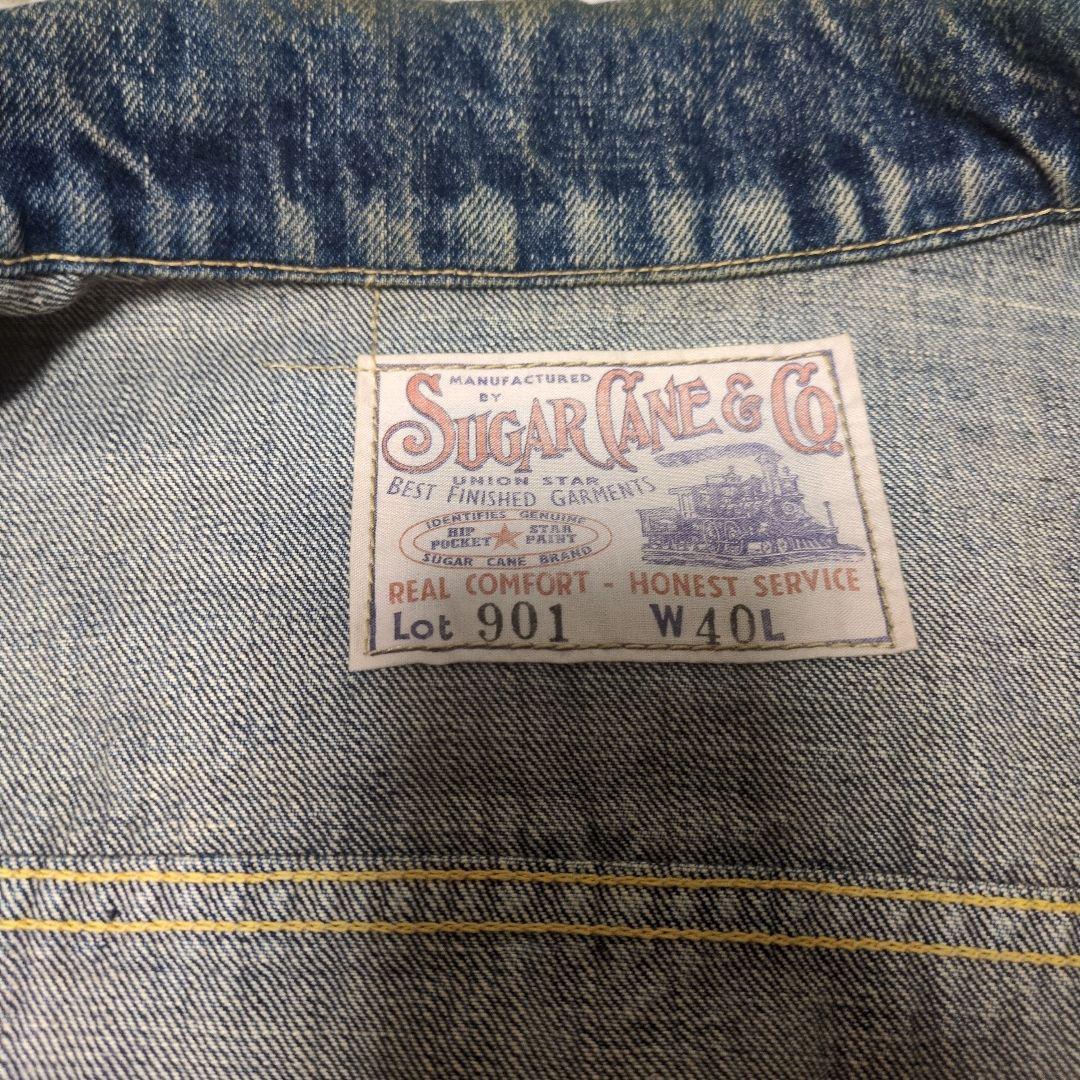 MANUFACTURED
BY
SUGAR CANE & CO.
UNION STAR
BEST FINISHED GARMENTS
IDENTIFIES GENUINE
HIP POCKET ★ STAR PAINT
SUGAR CANE BRAND
REAL COMFORT - HONEST SERVICE
Lot 901 W 40 L